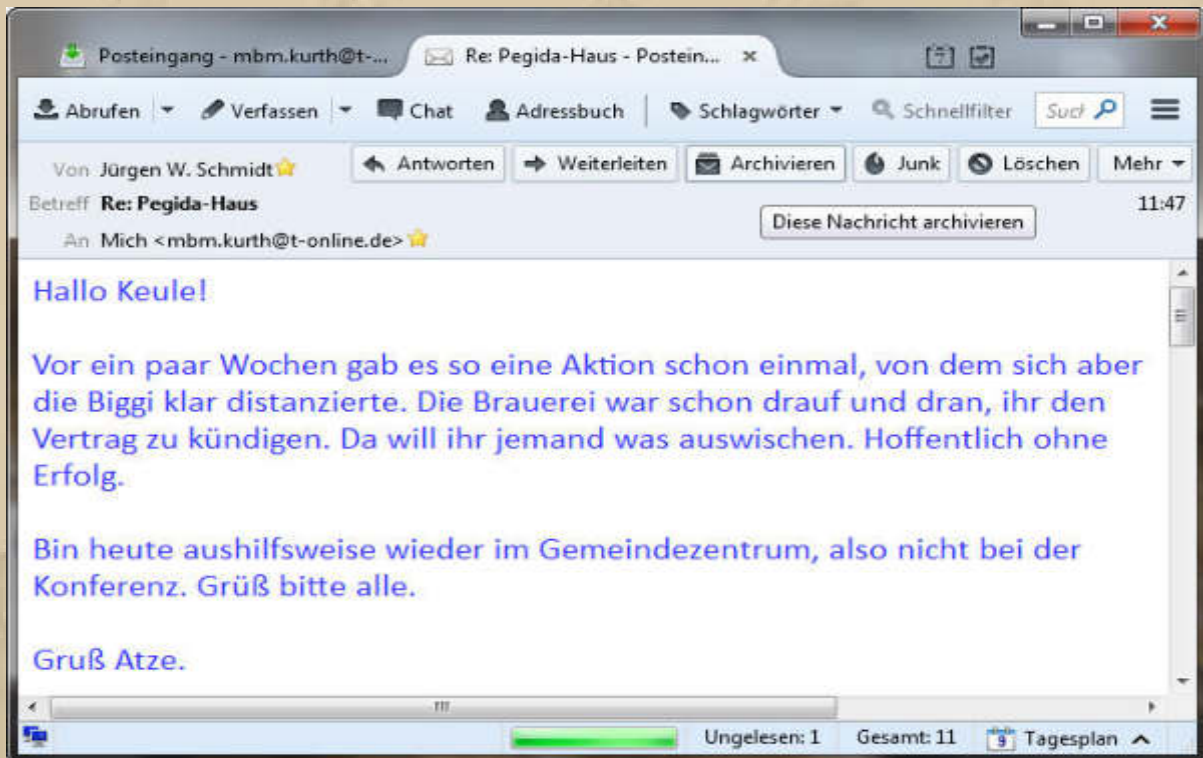 Posteingang - mbm.kurth@t-...
Re: Pegida-Haus - Postein...
Abrufen Verfassen Chat Adressbuch Schlagwörter Schnellfilter
Von Jürgen W. Schmidt
Antworten Weiterleiten Archivieren Junk Löschen Mehr
Betreff Re: Pegida-Haus 11:47
Diese Nachricht archivieren
An Mich <mbm.kurth@t-online.de>
Hallo Keule!
Vor ein paar Wochen gab es so eine Aktion schon einmal, von dem sich aber
die Biggi klar distanzierte. Die Brauerei war schon drauf und dran, ihr den
Vertrag zu kündigen. Da will ihr jemand was auswischen. Hoffentlich ohne
Erfolg.
Bin heute aushilfsweise wieder im Gemeindezentrum, also nicht bei der
Konferenz. Grüß bitte alle.
Gruß Atze.
Ungelesen: 1 Gesamt: 11 9 Tagesplan